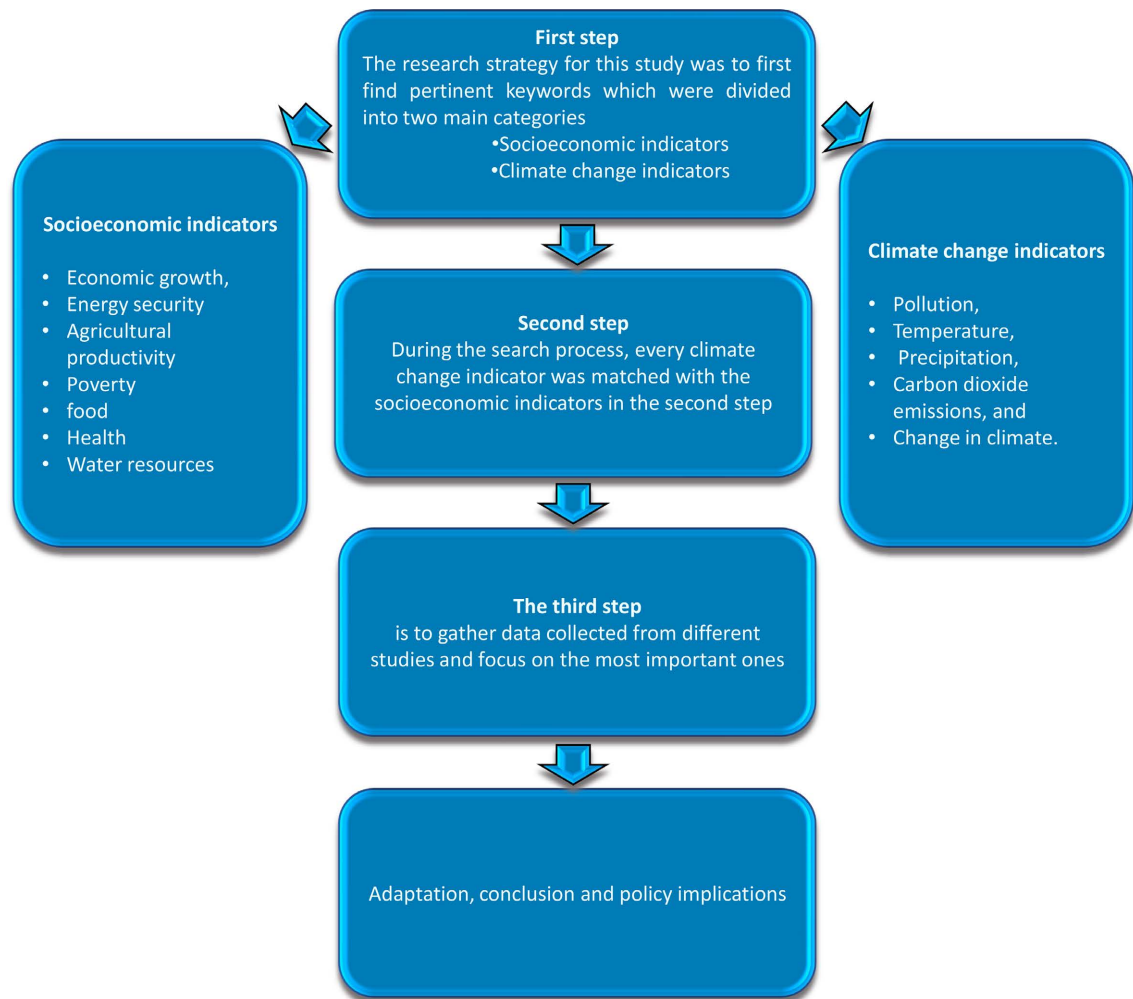 First step
The research strategy for this study was to first
find pertinent keywords which were divided
into two main categories
•Socioeconomic indicators
•Climate change indicators
Socioeconomic indicators
• Economic growth,
• Energy security
• Agricultural
productivity
• Poverty
• food
• Health
• Water resources
Climate change indicators
• Pollution,
• Temperature,
• Precipitation,
• Carbon dioxide
emissions, and
• Change in climate.
Second step
During the search process, every climate
change indicator was matched with the
socioeconomic indicators in the second step
The third step
is to gather data collected from different
studies and focus on the most important ones
Adaptation, conclusion and policy implications